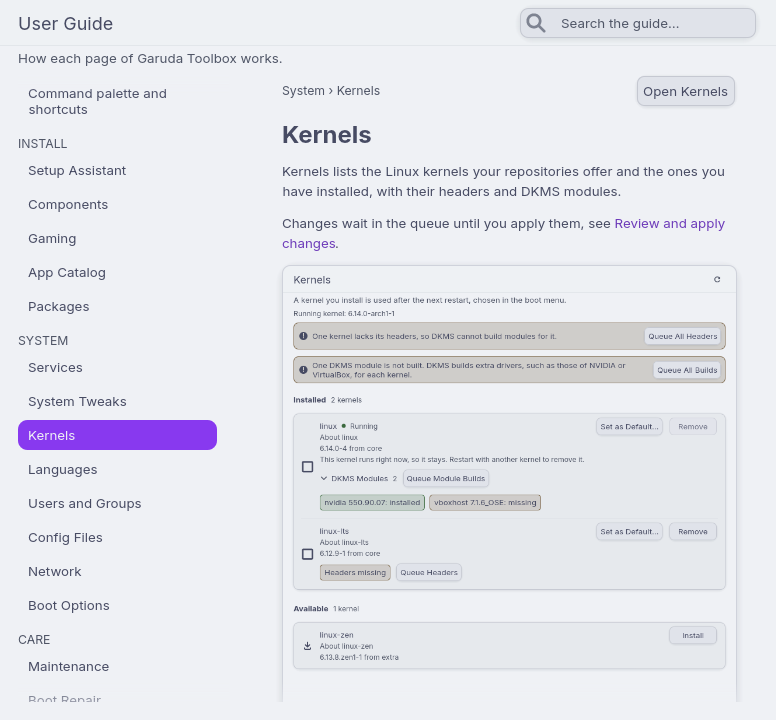 User Guide
Search the guide...
How each page of Garuda Toolbox works.
Command palette and
shortcuts
INSTALL
Setup Assistant
Components
Gaming
App Catalog
Packages
SYSTEM
Services
System Tweaks
Kernels
Languages
Users and Groups
Config Files
Network
Boot Options
CARE
Maintenance
Boot Repair
System › Kernels
Open Kernels
Kernels
Kernels lists the Linux kernels your repositories offer and the ones you
have installed, with their headers and DKMS modules.
Changes wait in the queue until you apply them, see Review and apply
changes.
Kernels
A kernel you install is used after the next restart, chosen in the boot menu.
Running kernel: 6.14.0-arch1-1
One kernel lacks its headers, so DKMS cannot build modules for it.
Queue All Headers
One DKMS module is not built. DKMS builds extra drivers, such as those of NVIDIA or
VirtualBox, for each kernel.
Queue All Builds
Installed 2 kernels
linux ● Running
Set as Default...
Remove
About linux
6.14.0-4 from core
This kernel runs right now, so it stays. Restart with another kernel to remove it.
DKMS Modules 2
Queue Module Builds
nvidia 550.90.07: installed
vboxhost 7.1.6_OSE: missing
linux-lts
Set as Default...
Remove
About linux-lts
6.12.9-1 from core
Headers missing
Queue Headers
Available 1 kernel
linux-zen
Install
About linux-zen
6.13.8.zen1-1 from extra